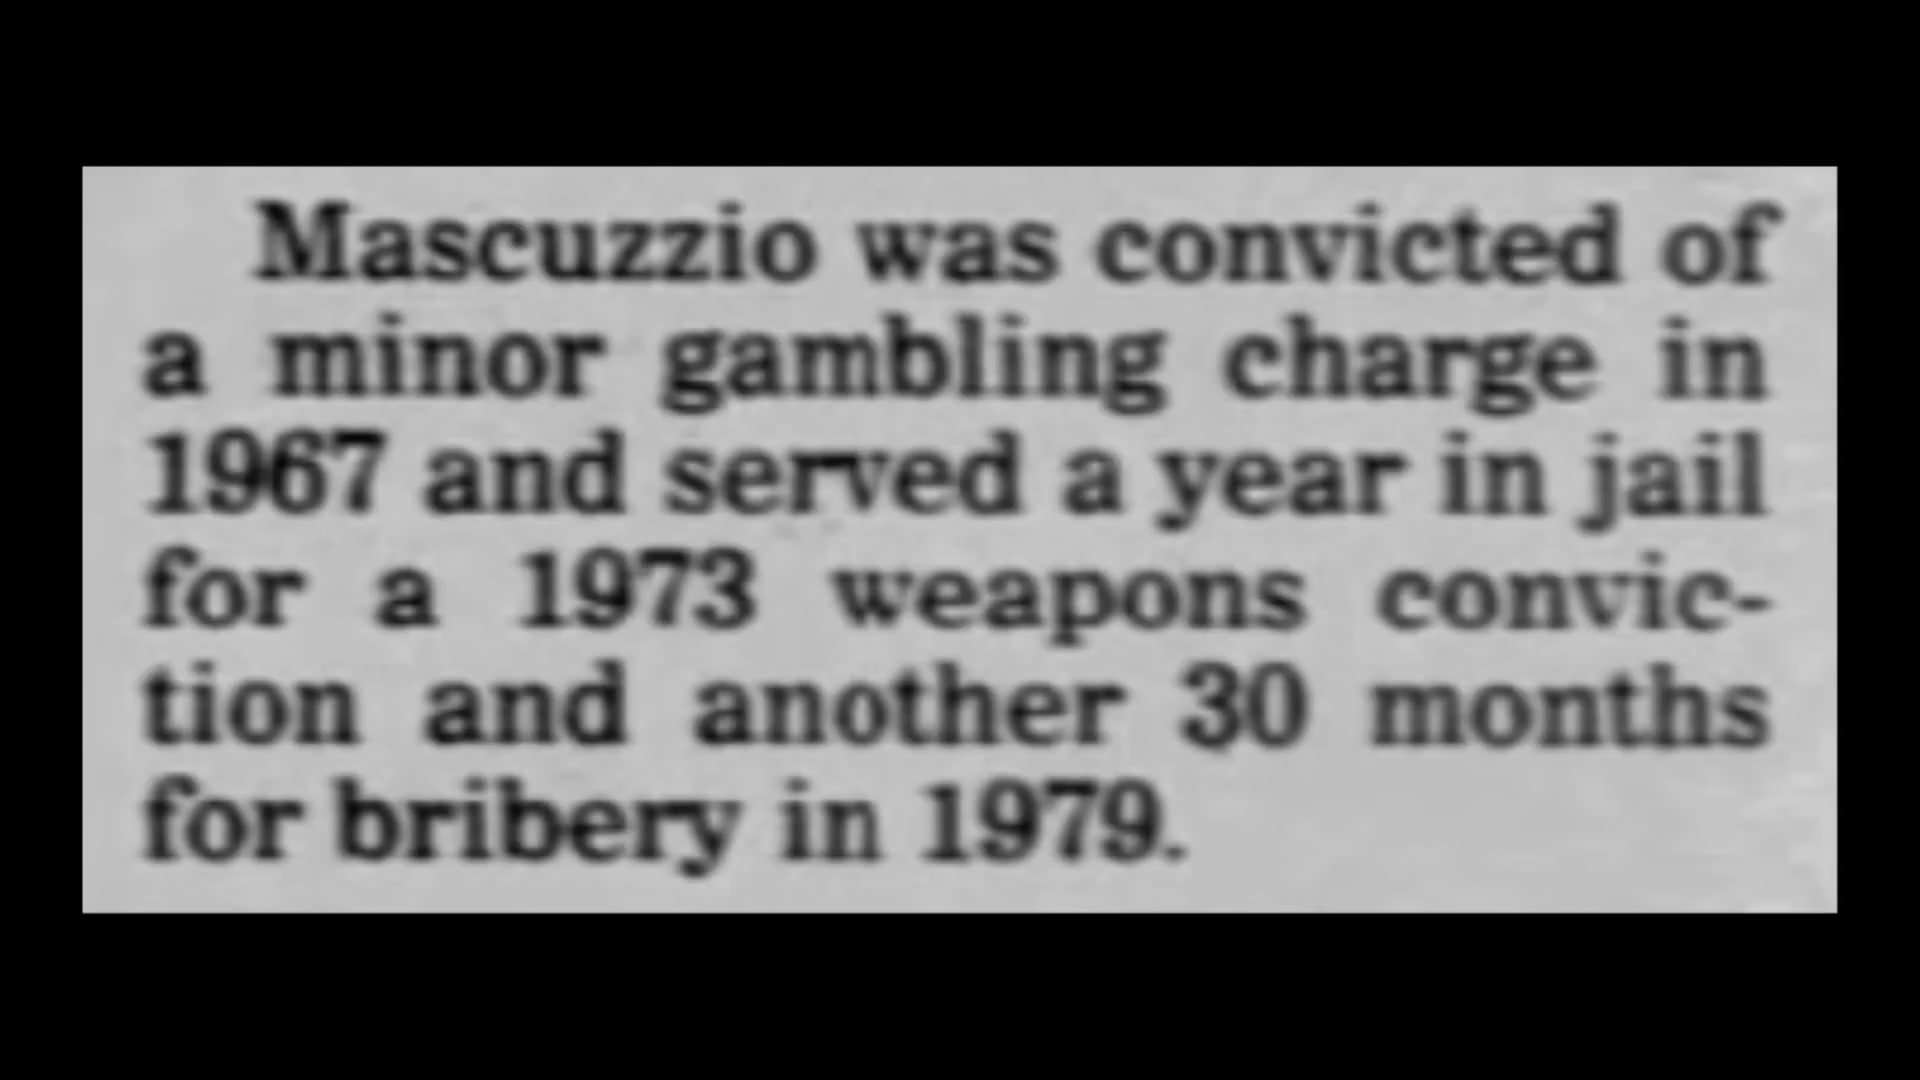 Mascuzzio was convicted of
a minor gambling charge in
1967 and served a year in jail
for a 1973 weapons convic-
tion and another 30 months
for bribery in 1979.